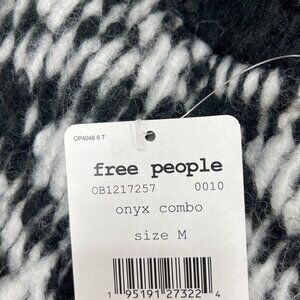 CP4048 6 7
free people
OB1217257 0010
onyx combo
size M
1 95191 27322 4